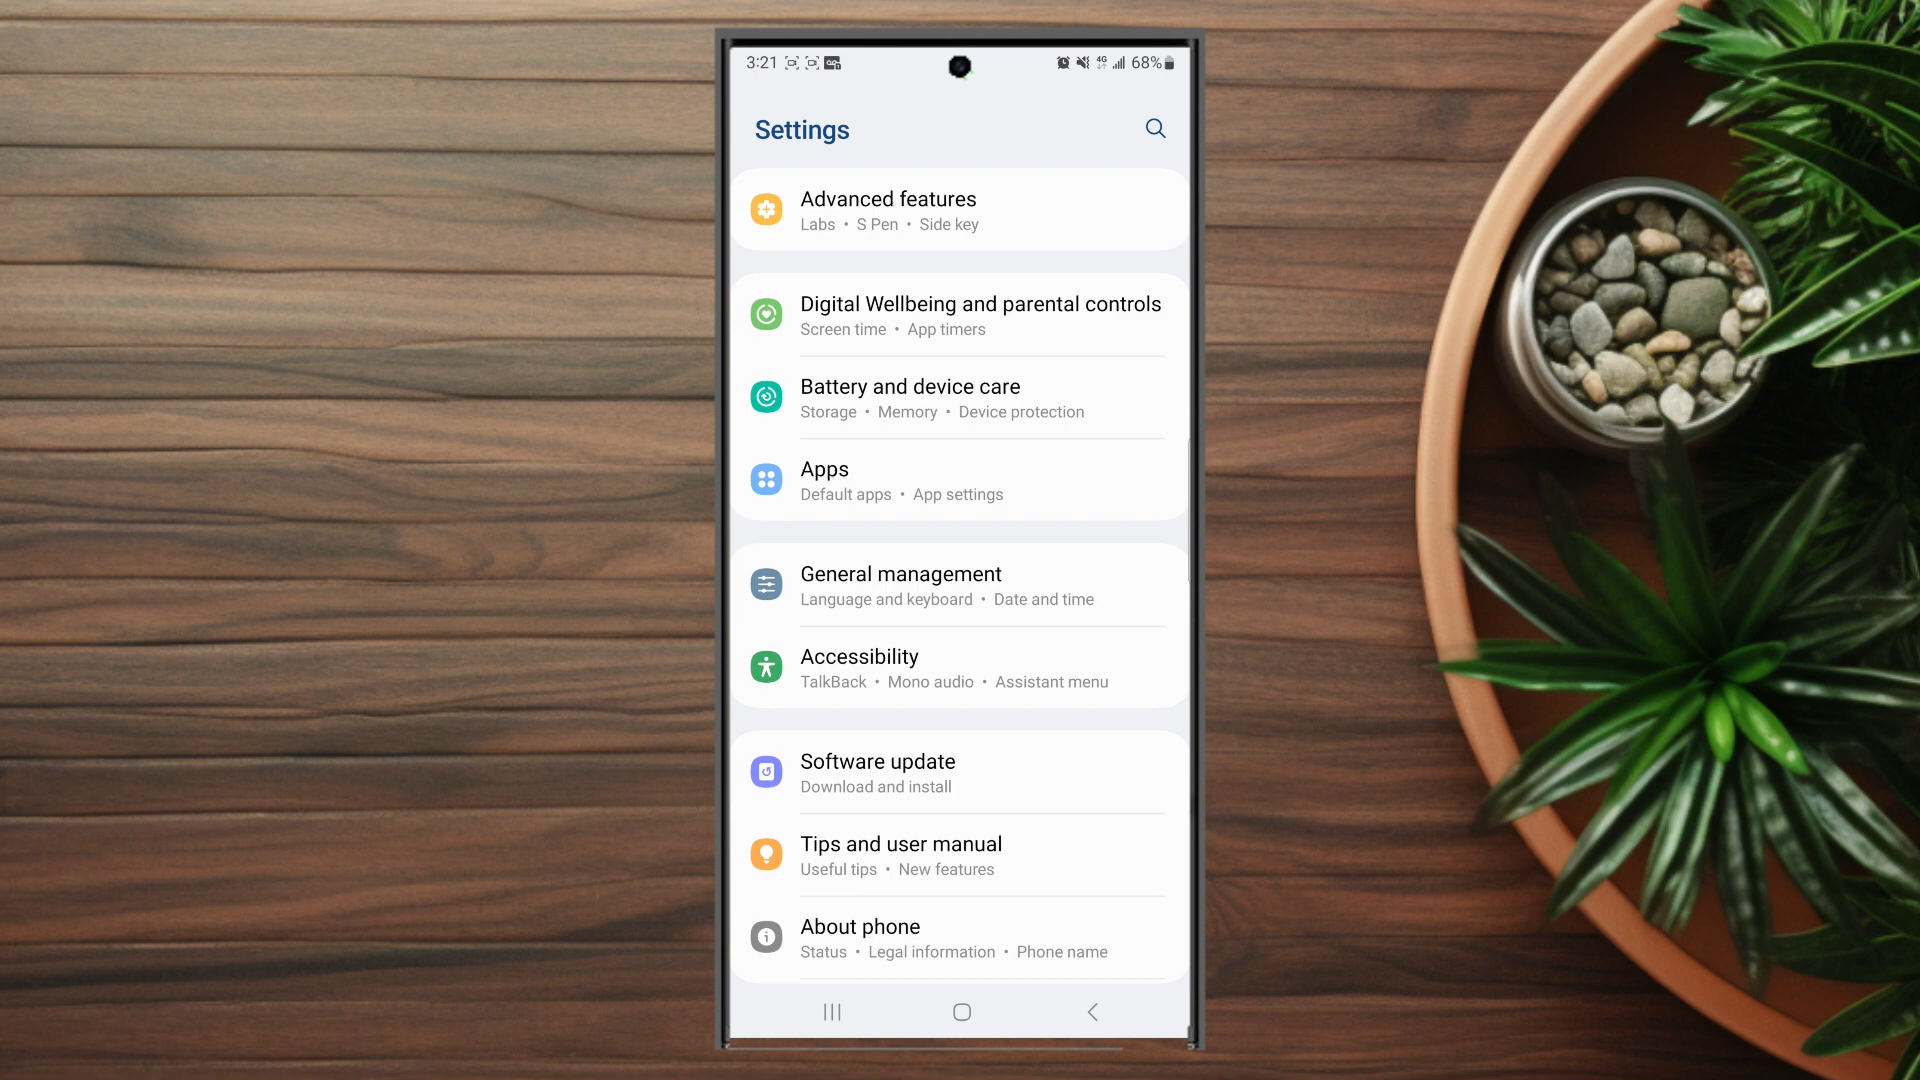 3:21 4G 68%
Settings
Advanced features
Labs • S Pen • Side key
Digital Wellbeing and parental controls
Screen time • App timers
Battery and device care
Storage • Memory • Device protection
Apps
Default apps • App settings
General management
Language and keyboard • Date and time
Accessibility
TalkBack • Mono audio • Assistant menu
Software update
Download and install
Tips and user manual
Useful tips • New features
About phone
Status • Legal information • Phone name